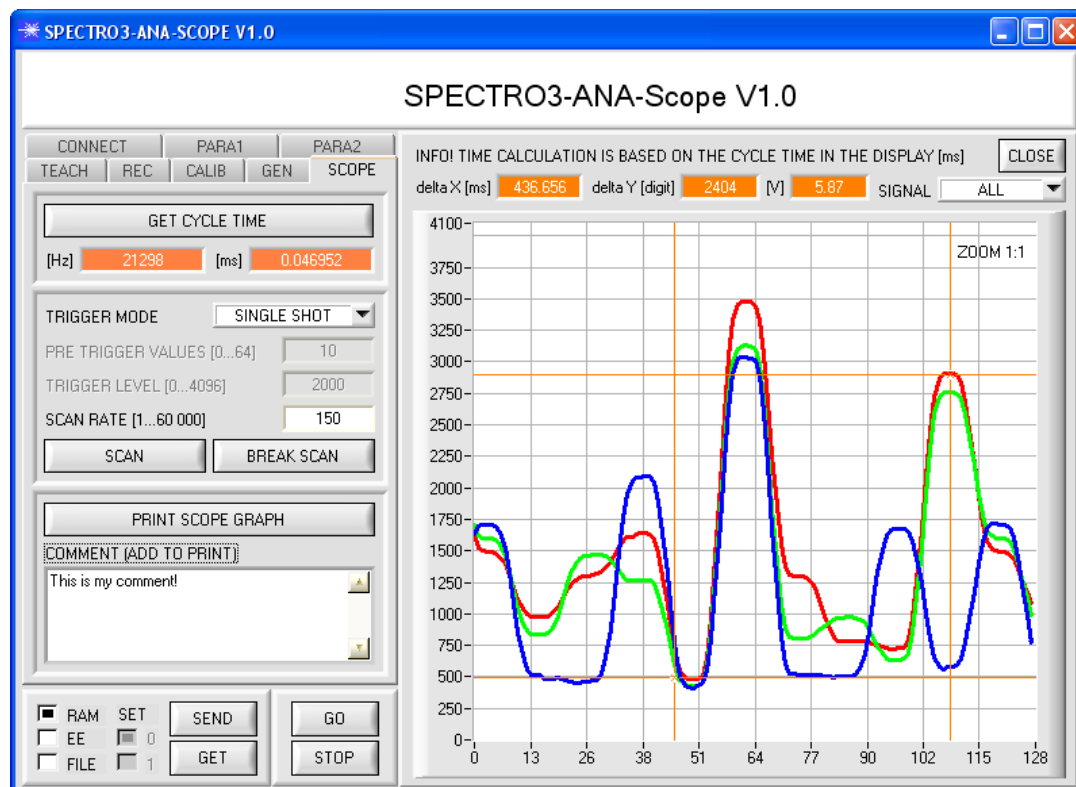 SPECTRO3-ANA-SCOPE V1.0
SPECTRO3-ANA-Scope V1.0
CONNECT PARA1 PARA2
TEACH REC CALIB GEN SCOPE
GET CYCLE TIME
[Hz] 21298 [ms] 0.046952
TRIGGER MODE SINGLE SHOT
PRE TRIGGER VALUES [0...64] 10
TRIGGER LEVEL [0...4096] 2000
SCAN RATE [1...60 000] 150
SCAN BREAK SCAN
PRINT SCOPE GRAPH
COMMENT (ADD TO PRINT)
This is my comment!
RAM SET SEND GO
EE 0
FILE 1 GET STOP
INFO! TIME CALCULATION IS BASED ON THE CYCLE TIME IN THE DISPLAY [ms] CLOSE
delta X [ms] 436.656 delta Y [digit] 2404 [V] 5.87 SIGNAL ALL
ZOOM 1:1
4100
3750
3500
3250
3000
2750
2500
2250
2000
1750
1500
1250
1000
750
500
250
0
0 13 26 38 51 64 77 90 102 115 128